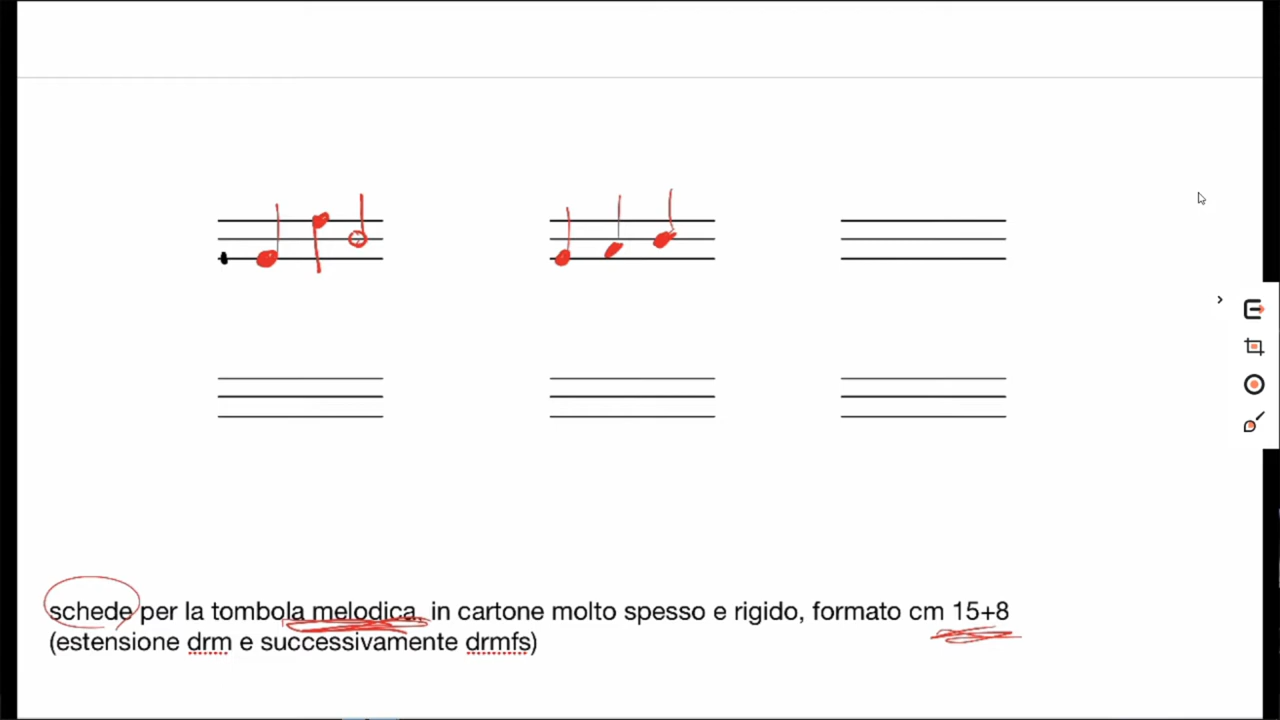 schede per la tombola melodica, in cartone molto spesso e rigido, formato cm 15+8
(estensione drm e successivamente drmfs)